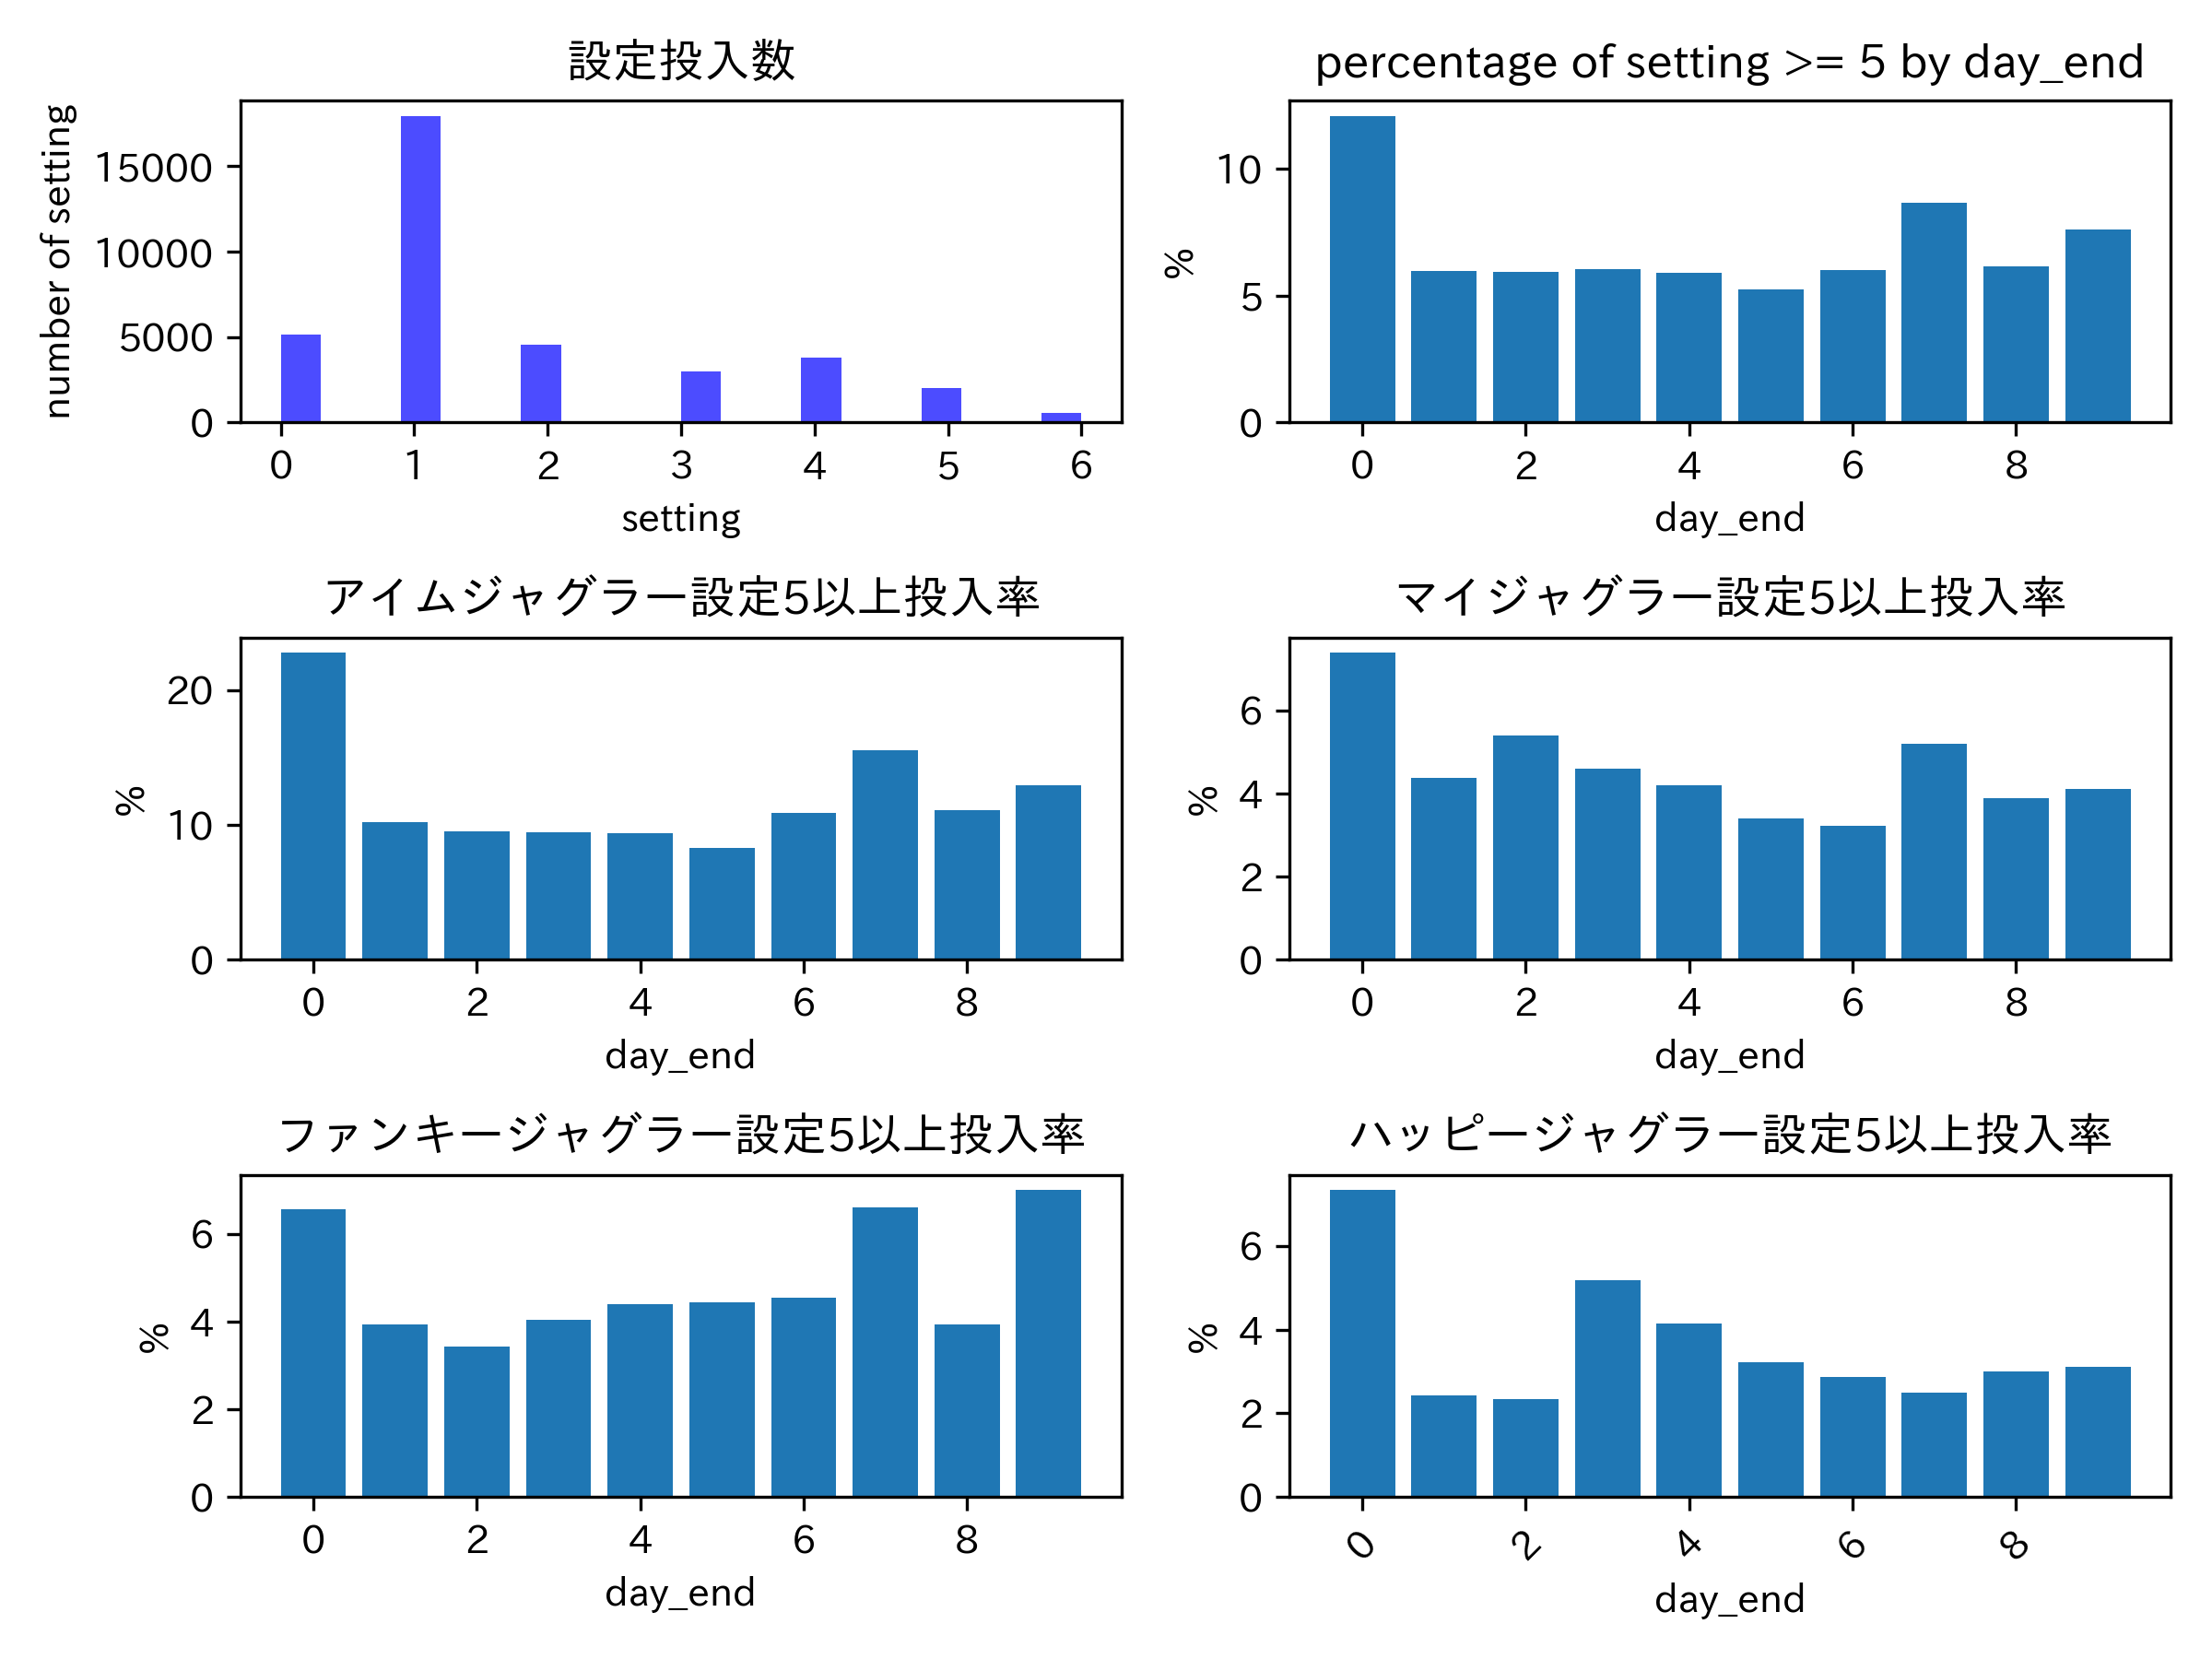 設定投入数
number of setting
15000
10000
5000
0
0 1 2 3 4 5 6
setting
percentage of setting >= 5 by day_end
%
10
5
0
0 2 4 6 8
day_end
アイムジャグラー設定5以上投入率
%
20
10
0
0 2 4 6 8
day_end
マイジャグラー設定5以上投入率
%
6
4
2
0
0 2 4 6 8
day_end
ファンキージャグラー設定5以上投入率
%
6
4
2
0
0 2 4 6 8
day_end
ハッピージャグラー設定5以上投入率
%
6
4
2
0
0 2 4 6 8
day_end